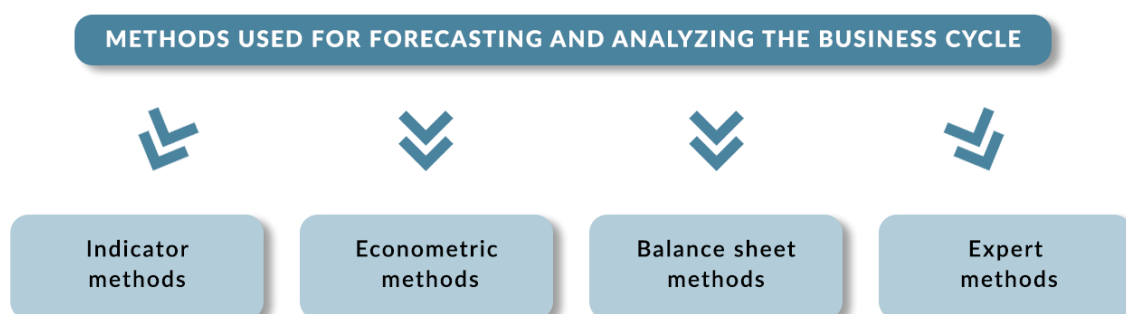 METHODS USED FOR FORECASTING AND ANALYZING THE BUSINESS CYCLE
Indicator
methods
Econometric
methods
Balance sheet
methods
Expert
methods